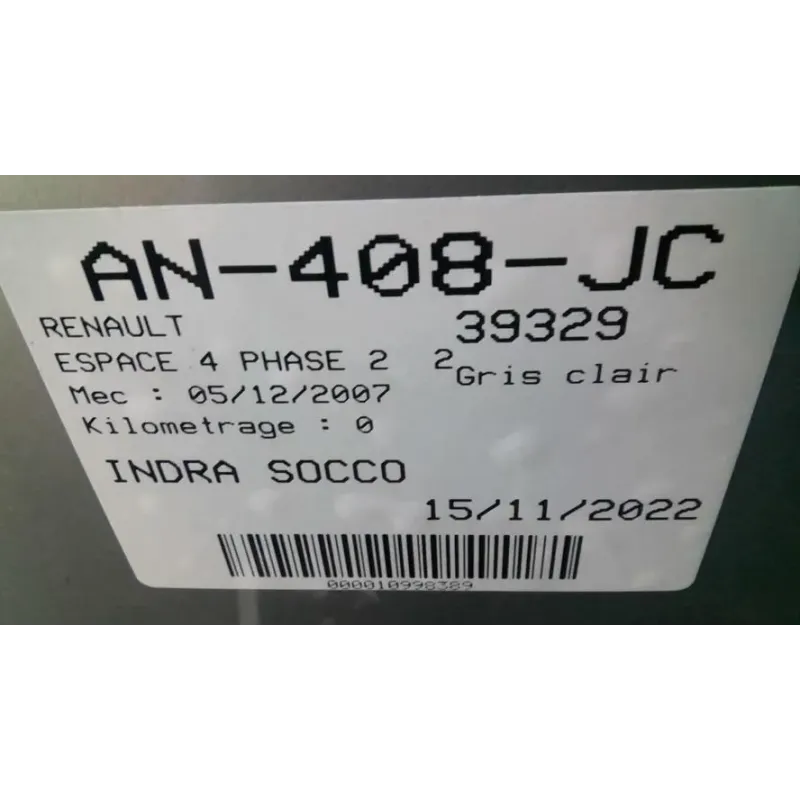 AN-408-JC
RENAULT 39329
ESPACE 4 PHASE 2 2 Gris clair
Mec : 05/12/2007
Kilometrage : 0
INDRA SOCCO
15/11/2022
000010998389